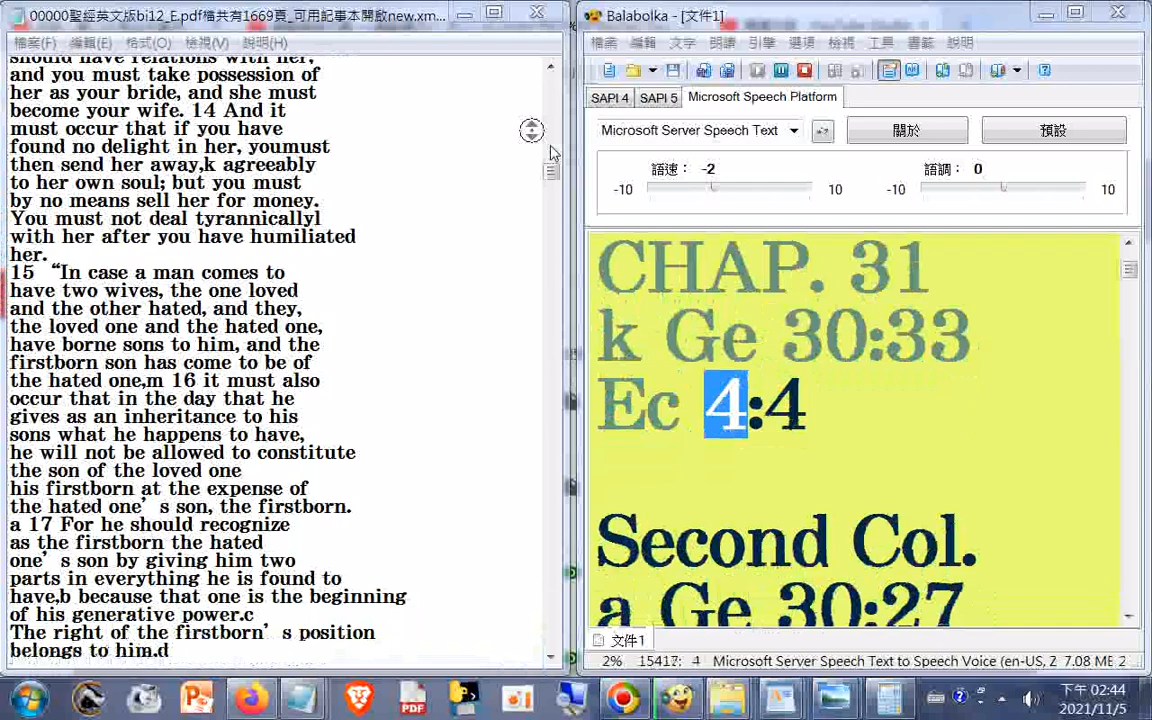 00000聖經英文版bi12_E.pdf檔共有1669頁_可用記事本開啟new.xm...
檔案(F) 編輯(E) 格式(O) 檢視(V) 說明(H)
should have relations with her,
and you must take possession of
her as your bride, and she must
become your wife. 14 And it
must occur that if you have
found no delight in her, youmust
then send her away,k agreeably
to her own soul; but you must
by no means sell her for money.
You must not deal tyrannicallyl
with her after you have humiliated
her.
15 “In case a man comes to
have two wives, the one loved
and the other hated, and they,
the loved one and the hated one,
have borne sons to him, and the
firstborn son has come to be of
the hated one,m 16 it must also
occur that in the day that he
gives as an inheritance to his
sons what he happens to have,
he will not be allowed to constitute
the son of the loved one
his firstborn at the expense of
the hated one’s son, the firstborn.
a 17 For he should recognize
as the firstborn the hated
one’s son by giving him two
parts in everything he is found to
have,b because that one is the beginning
of his generative power.c
The right of the firstborn’s position
belongs to him.d
Balabolka - [文件1]
檔案 編輯 文字 朗讀 引擎 選項 檢視 工具 書籤 說明
SAPI 4 SAPI 5 Microsoft Speech Platform
Microsoft Server Speech Text 關於 預設
語速： -2 語調： 0
-10 10 -10 10
CHAP. 31
k Ge 30:33
Ec 4:4
Second Col.
a Ge 30:27
文件1
2% 15417: 4 Microsoft Server Speech Text to Speech Voice (en-US, Z 7.08 MB 2
PDF
下午 02:44
2021/11/5